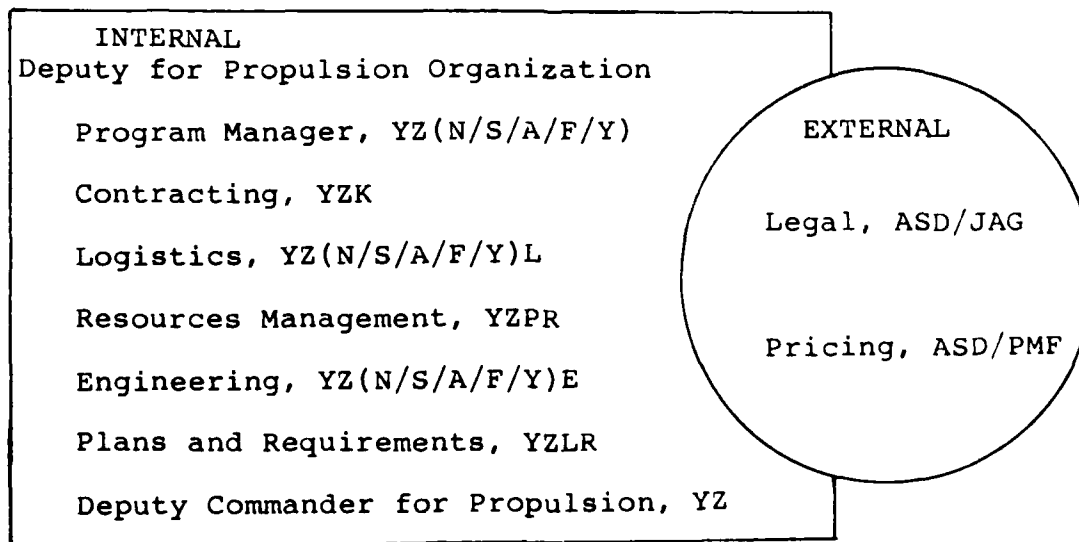 INTERNAL
Deputy for Propulsion Organization
Program Manager, YZ(N/S/A/F/Y)
Contracting, YZK
Logistics, YZ(N/S/A/F/Y)L
Resources Management, YZPR
Engineering, YZ(N/S/A/F/Y)E
Plans and Requirements, YZLR
Deputy Commander for Propulsion, YZ
EXTERNAL
Legal, ASD/JAG
Pricing, ASD/PMF